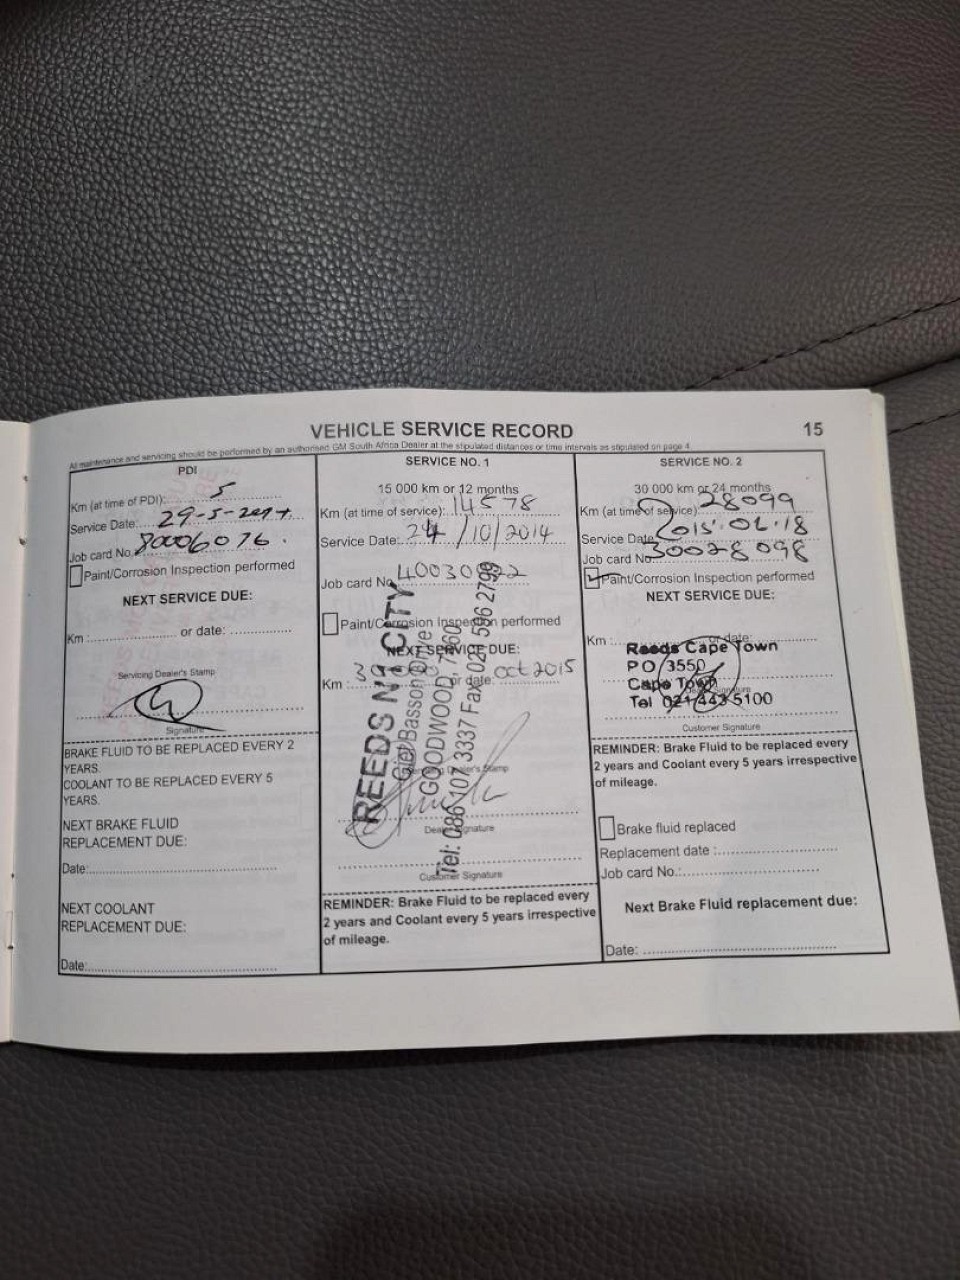 VEHICLE SERVICE RECORD
15
All maintenance and servicing should be performed by an authorised GM South Africa Dealer at the stipulated distances or time intervals as stipulated on page 4.
PDI
Km (at time of PDI): 5
Service Date: 29-5-
Job card No. 80006076.
Paint/Corrosion Inspection performed
NEXT SERVICE DUE:
Km : or date:
Servicing Dealer's Stamp
Signature
BRAKE FLUID TO BE REPLACED EVERY 2
YEARS.
COOLANT TO BE REPLACED EVERY 5
YEARS.
NEXT BRAKE FLUID
REPLACEMENT DUE:
Date:
NEXT COOLANT
REPLACEMENT DUE:
Date:
SERVICE NO. 1
15 000 km or 12 months
Km (at time of service): 14578
Service Date: /10/2014
Job card No
Paint/Corrosion Inspection performed
NEXT SERVICE DUE:
Km : or date: oct 2015
REEDS CITY
GOODWOOD, 7460
Tel: 086 107 3337 Fax: 021 596 2799
Servicing Dealer's Stamp
Dealer Signature
Customer Signature
REMINDER: Brake Fluid to be replaced every
2 years and Coolant every 5 years irrespective
of mileage.
SERVICE NO. 2
30 000 km or 24 months
Km (at time of service): 28099
Service Date 2015.06.18
Job card No. 30028098
Paint/Corrosion Inspection performed
NEXT SERVICE DUE:
Km : or date:
Reeds Cape Town
PO 3550
Cape Town
Tel 021 443 5100
Signature
Customer Signature
REMINDER: Brake Fluid to be replaced every
2 years and Coolant every 5 years irrespective
of mileage.
Brake fluid replaced
Replacement date :
Job card No.:
Next Brake Fluid replacement due:
Date: